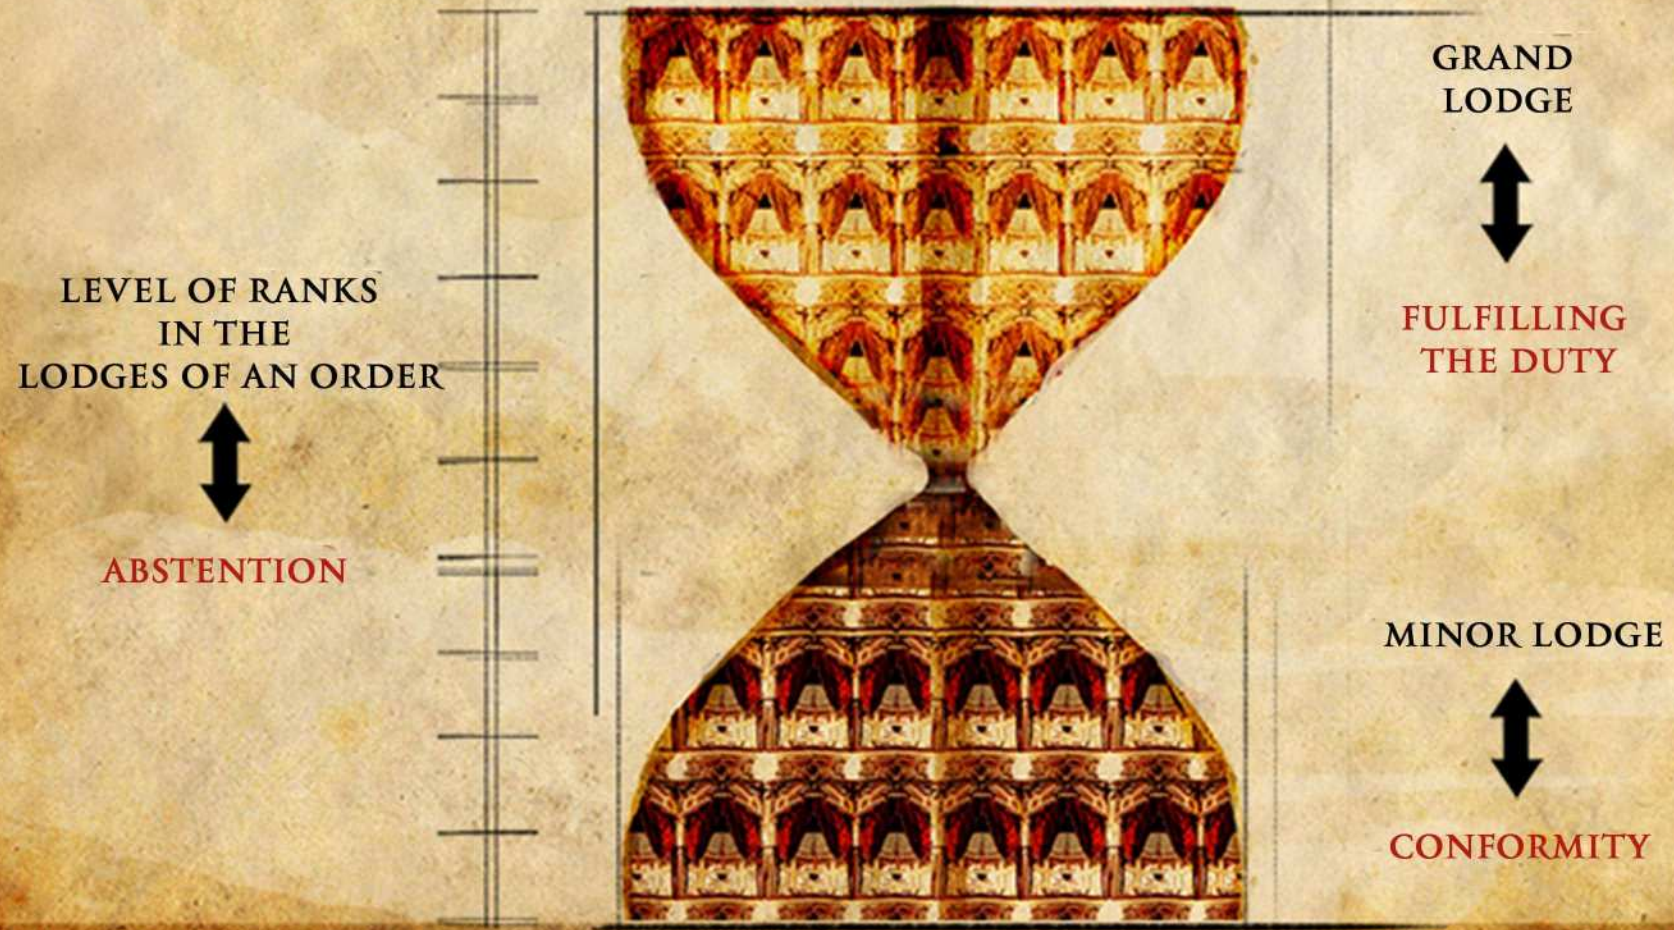 LEVEL OF RANKS
IN THE
LODGES OF AN ORDER
ABSTENTION
GRAND
LODGE
FULFILLING
THE DUTY
MINOR LODGE
CONFORMITY